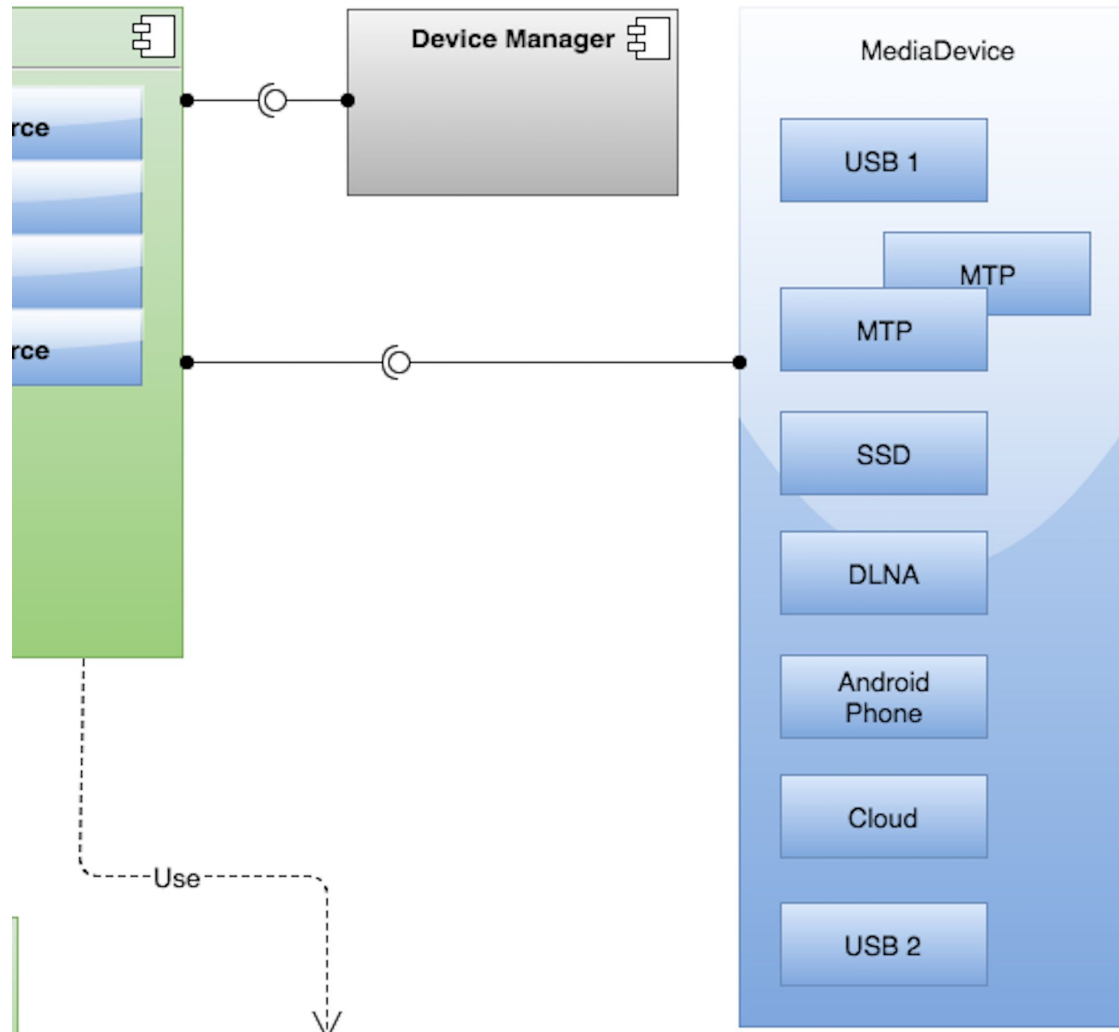 Device Manager
MediaDevice
rce
USB 1
MTP
MTP
rce
SSD
DLNA
Android
Phone
Cloud
Use
USB 2